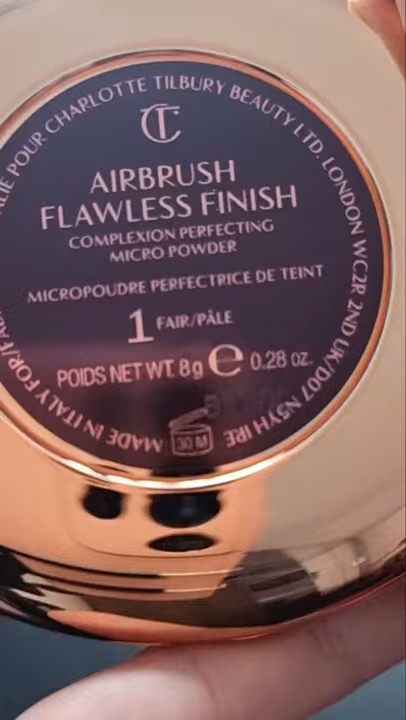 ALIE POUR CHARLOTTE TILBURY BEAUTY LTD. LONDON WC2R 2ND UK/D07 N5YH IRE
CT
AIRBRUSH
FLAWLESS FINISH
COMPLEXION PERFECTING
MICRO POWDER
MICROPOUDRE PERFECTRICE DE TEINT
1 FAIR/PÂLE
POIDS NET WT. 8g e 0.28 oz.
30 M
MADE IN ITALY FOR/FA